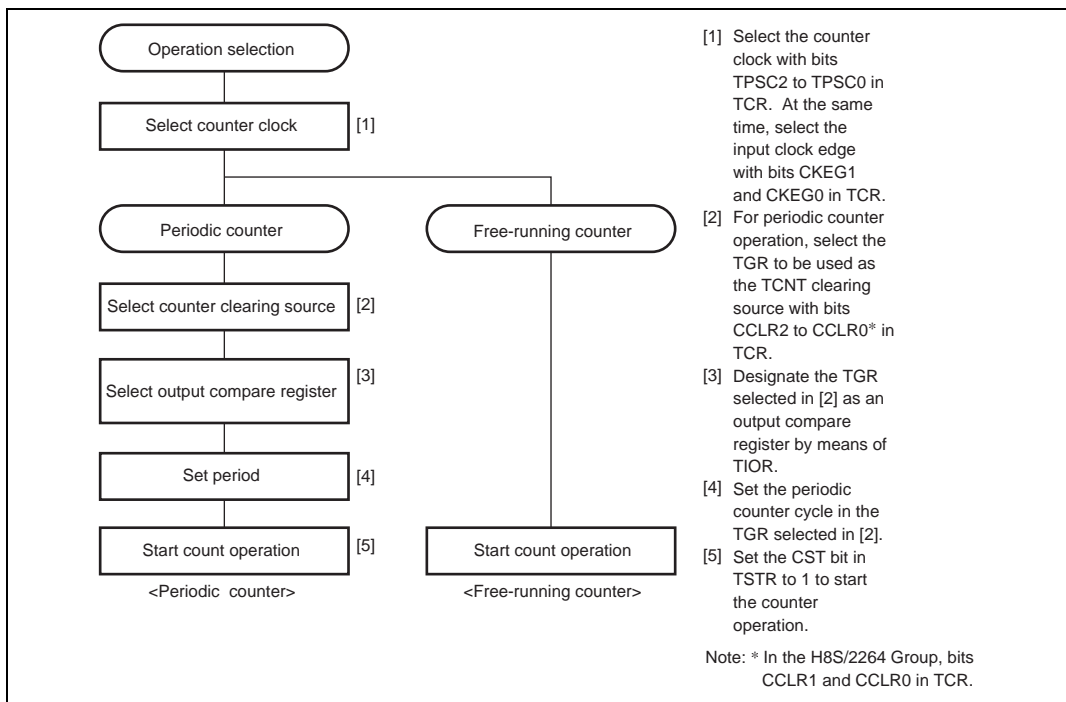 Operation selection
Select counter clock
[1]
Periodic counter
Free-running counter
Select counter clearing source
[2]
Select output compare register
[3]
Set period
[4]
Start count operation
[5]
Start count operation
<Periodic counter>
<Free-running counter>
[1] Select the counter
clock with bits
TPSC2 to TPSC0 in
TCR. At the same
time, select the
input clock edge
with bits CKEG1
and CKEG0 in TCR.
[2] For periodic counter
operation, select the
TGR to be used as
the TCNT clearing
source with bits
CCLR2 to CCLR0* in
TCR.
[3] Designate the TGR
selected in [2] as an
output compare
register by means of
TIOR.
[4] Set the periodic
counter cycle in the
TGR selected in [2].
[5] Set the CST bit in
TSTR to 1 to start
the counter
operation.
Note: * In the H8S/2264 Group, bits
CCLR1 and CCLR0 in TCR.